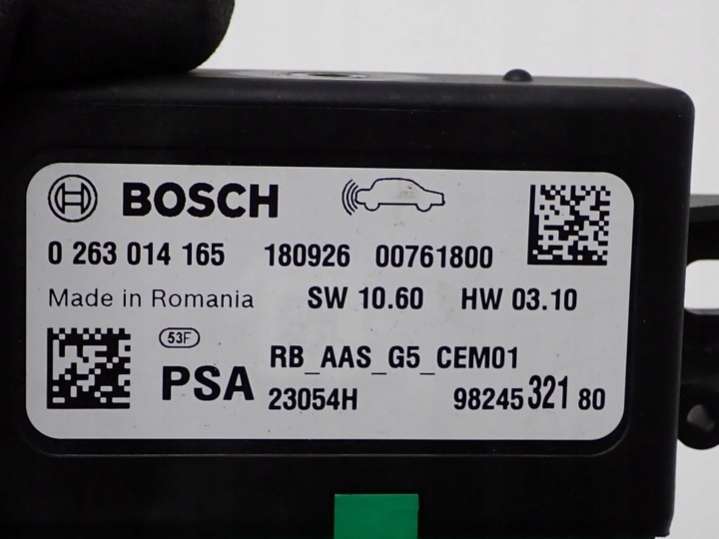 BOSCH
0 263 014 165 180926 00761800
Made in Romania SW 10.60 HW 03.10
53F
RB_AAS_G5_CEM01
PSA 23054H 98245 321 80